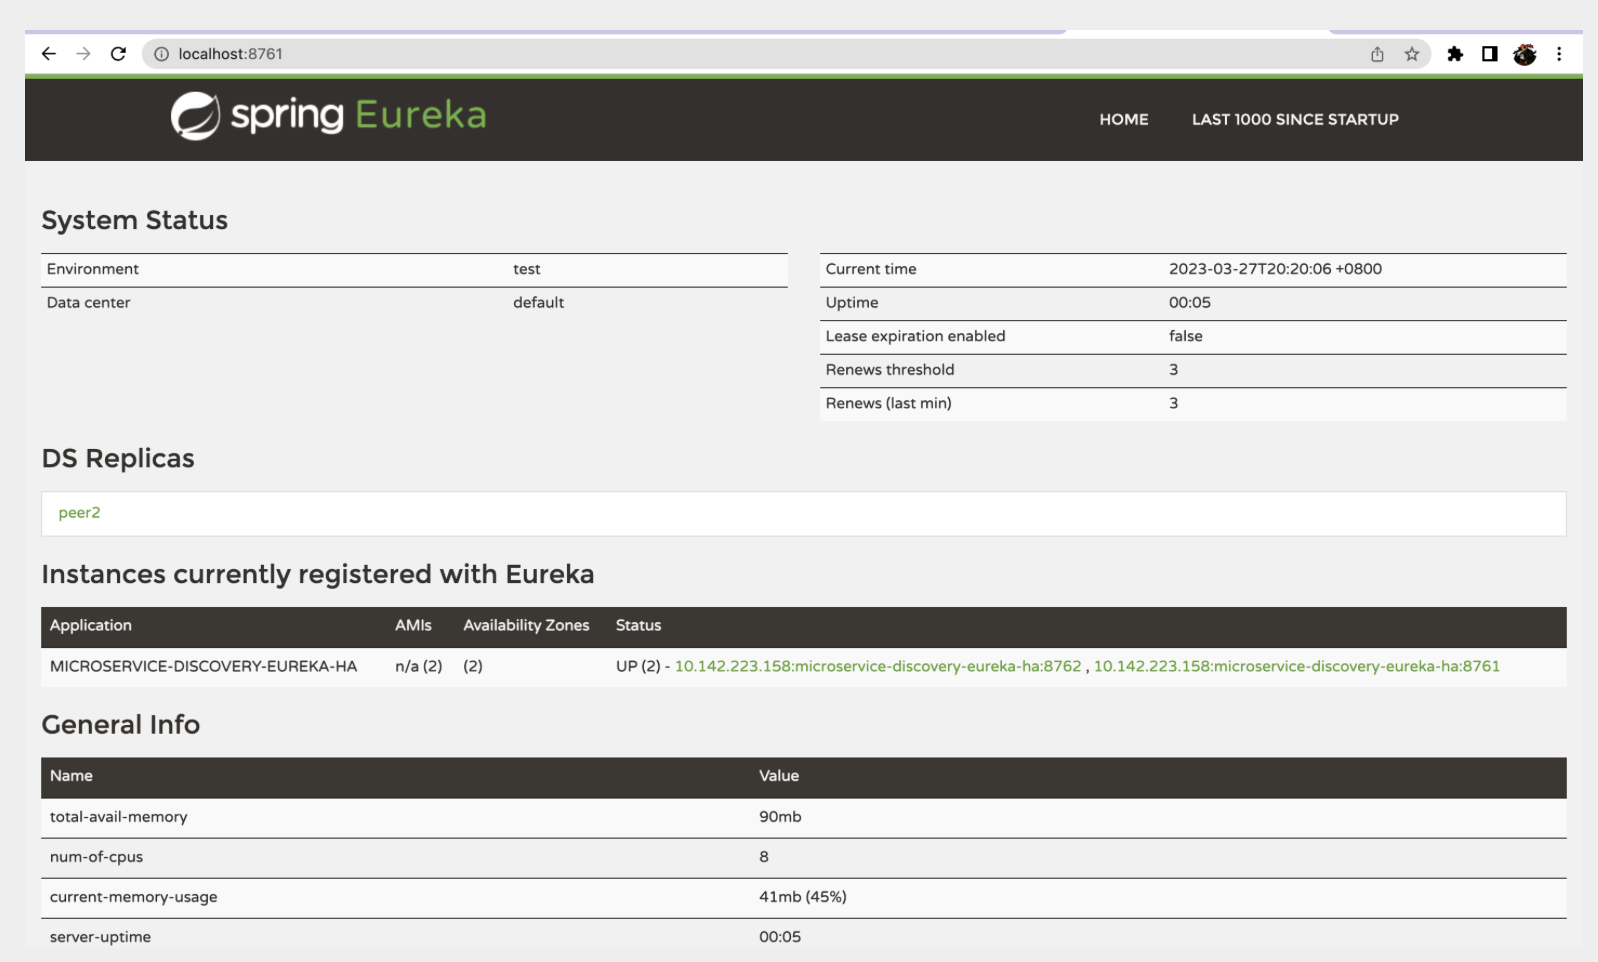 localhost:8761
spring Eureka
HOME LAST 1000 SINCE STARTUP
System Status
Environment test
Data center default
Current time 2023-03-27T20:20:06 +0800
Uptime 00:05
Lease expiration enabled false
Renews threshold 3
Renews (last min) 3
DS Replicas
peer2
Instances currently registered with Eureka
Application AMIs Availability Zones Status
MICROSERVICE-DISCOVERY-EUREKA-HA n/a (2) (2) UP (2) - 10.142.223.158:microservice-discovery-eureka-ha:8762 , 10.142.223.158:microservice-discovery-eureka-ha:8761
General Info
Name Value
total-avail-memory 90mb
num-of-cpus 8
current-memory-usage 41mb (45%)
server-uptime 00:05